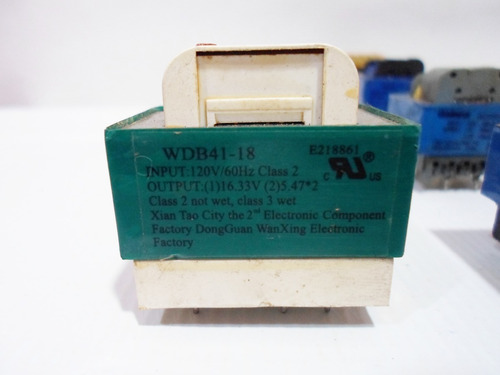 WDB41-18
E218861
INPUT:120V/60Hz Class 2
OUTPUT:(1)16.33V (2)5.47*2
c RU US
Class 2 not wet, class 3 wet
Xian Tao City the 2nd Electronic Component
Factory DongGuan WanXing Electronic
Factory